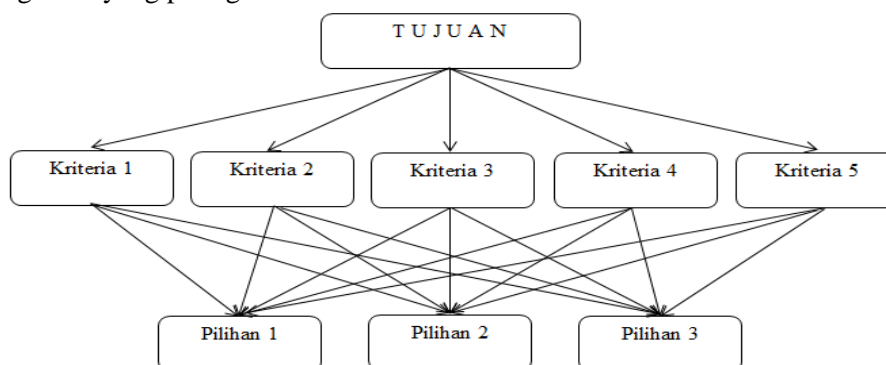 T U J U A N
Kriteria 1 Kriteria 2 Kriteria 3 Kriteria 4 Kriteria 5
Pilihan 1 Pilihan 2 Pilihan 3